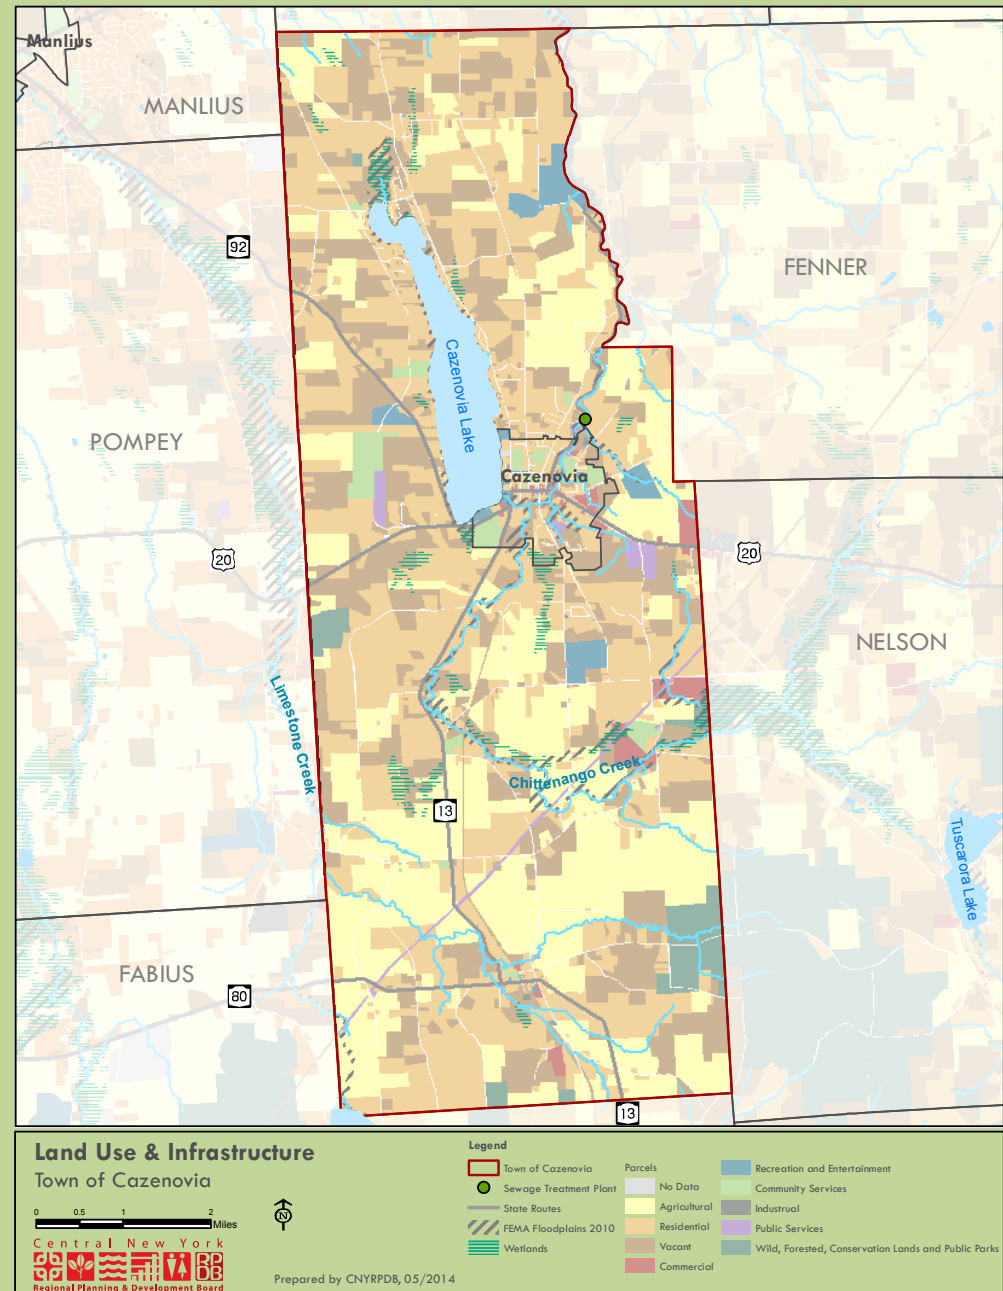 Manlius
MANLIUS
92
FENNER
Cazenovia Lake
POMPEY
Cazenovia
20
20
NELSON
Limestone Creek
Chittenango Creek
13
Tuscarora Lake
FABIUS
80
13
Land Use & Infrastructure
Town of Cazenovia
0 0.5 1 2
Miles
N
Central New York
RP
DB
Regional Planning & Development Board
Prepared by CNYRPDB, 05/2014
Legend
Town of Cazenovia
Sewage Treatment Plant
State Routes
FEMA Floodplains 2010
Wetlands
Parcels
No Data
Agricultural
Residential
Vacant
Commercial
Recreation and Entertainment
Community Services
Indusrual
Public Services
Wild, Forested, Conservation Lands and Public Parks